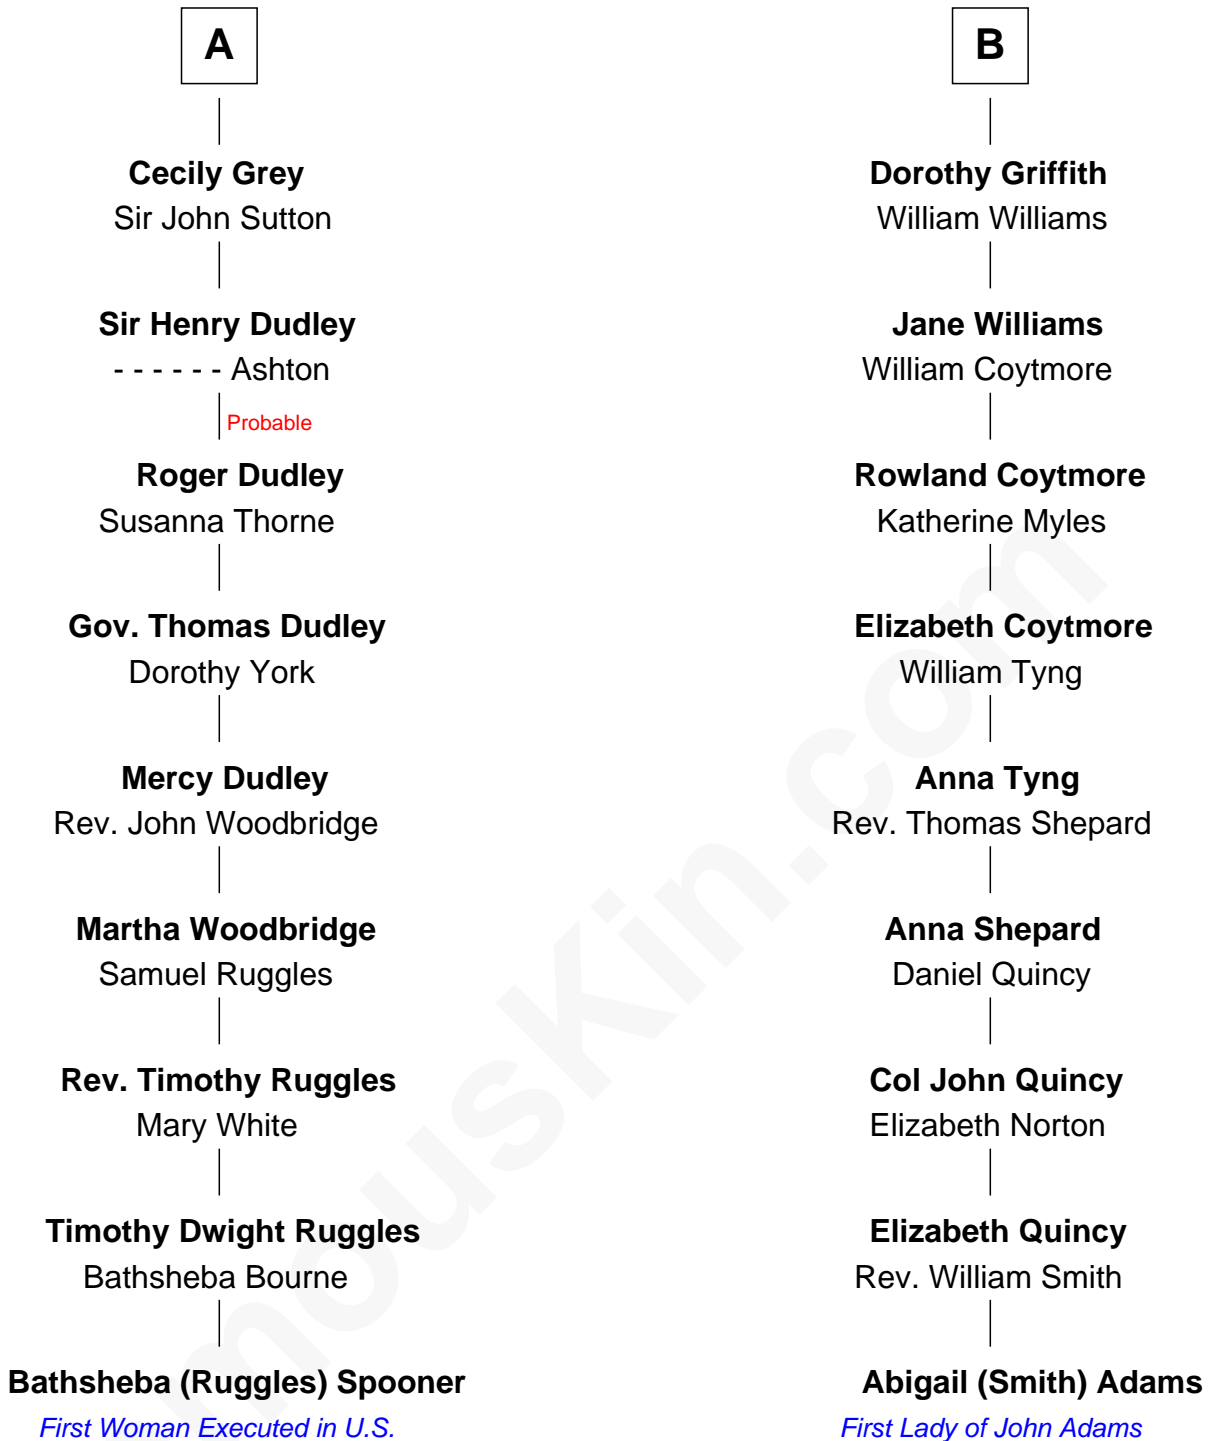 A
Cecily Grey
Sir John Sutton
Sir Henry Dudley
- - - - - - Ashton
Probable
Roger Dudley
Susanna Thorne
Gov. Thomas Dudley
Dorothy York
Mercy Dudley
Rev. John Woodbridge
Martha Woodbridge
Samuel Ruggles
Rev. Timothy Ruggles
Mary White
Timothy Dwight Ruggles
Bathsheba Bourne
Bathsheba (Ruggles) Spooner
First Woman Executed in U.S.
B
Dorothy Griffith
William Williams
Jane Williams
William Coytmore
Rowland Coytmore
Katherine Myles
Elizabeth Coytmore
William Tyng
Anna Tyng
Rev. Thomas Shepard
Anna Shepard
Daniel Quincy
Col John Quincy
Elizabeth Norton
Elizabeth Quincy
Rev. William Smith
Abigail (Smith) Adams
First Lady of John Adams
mousKin.com